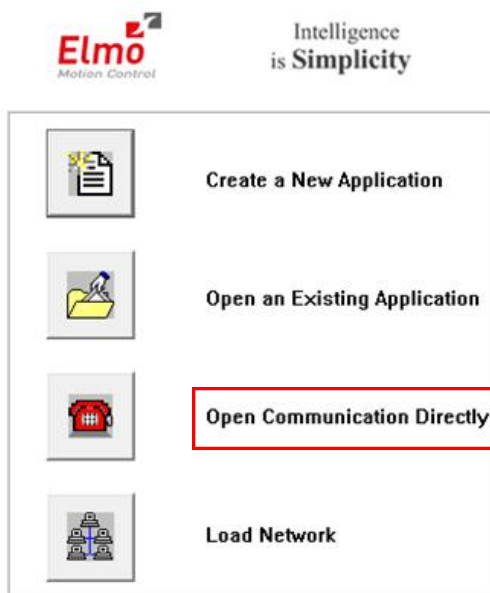 Elmo
Motion Control
Intelligence
is Simplicity
Create a New Application
Open an Existing Application
Open Communication Directly
Load Network